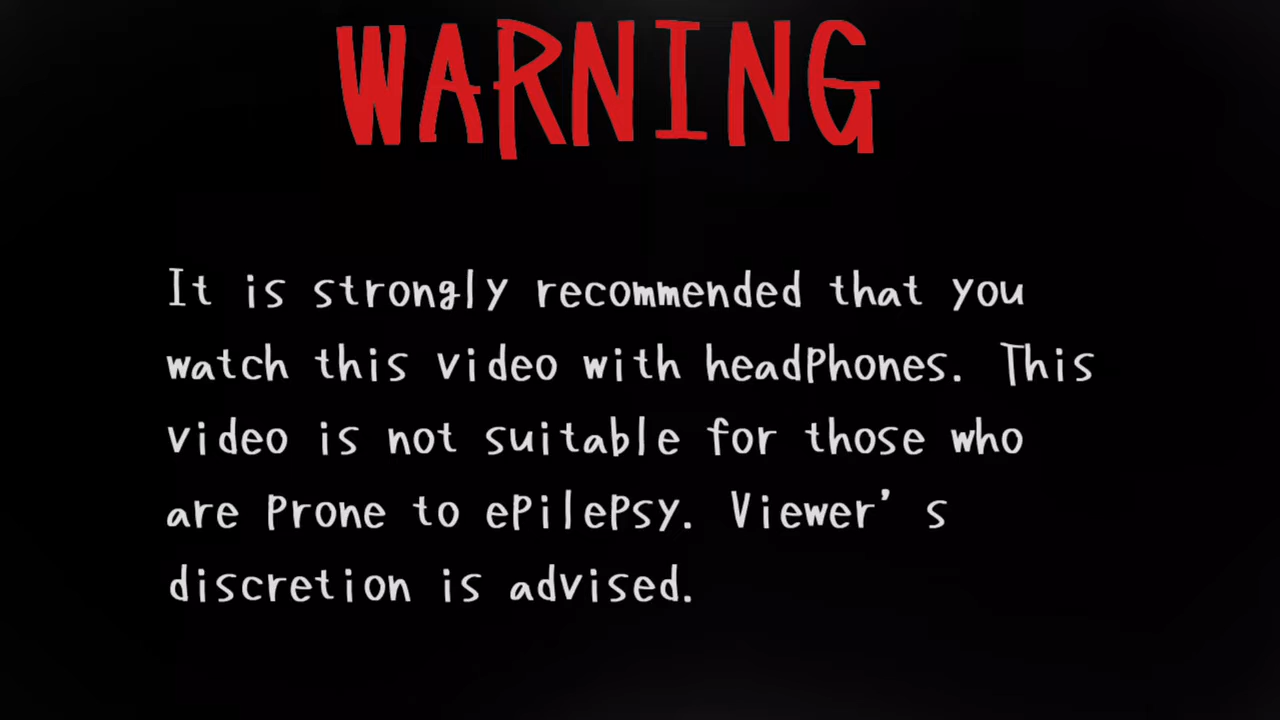 WARNING
It is strongly recommended that you
watch this video with headphones. This
video is not suitable for those who
are prone to epilepsy. Viewer's
discretion is advised.